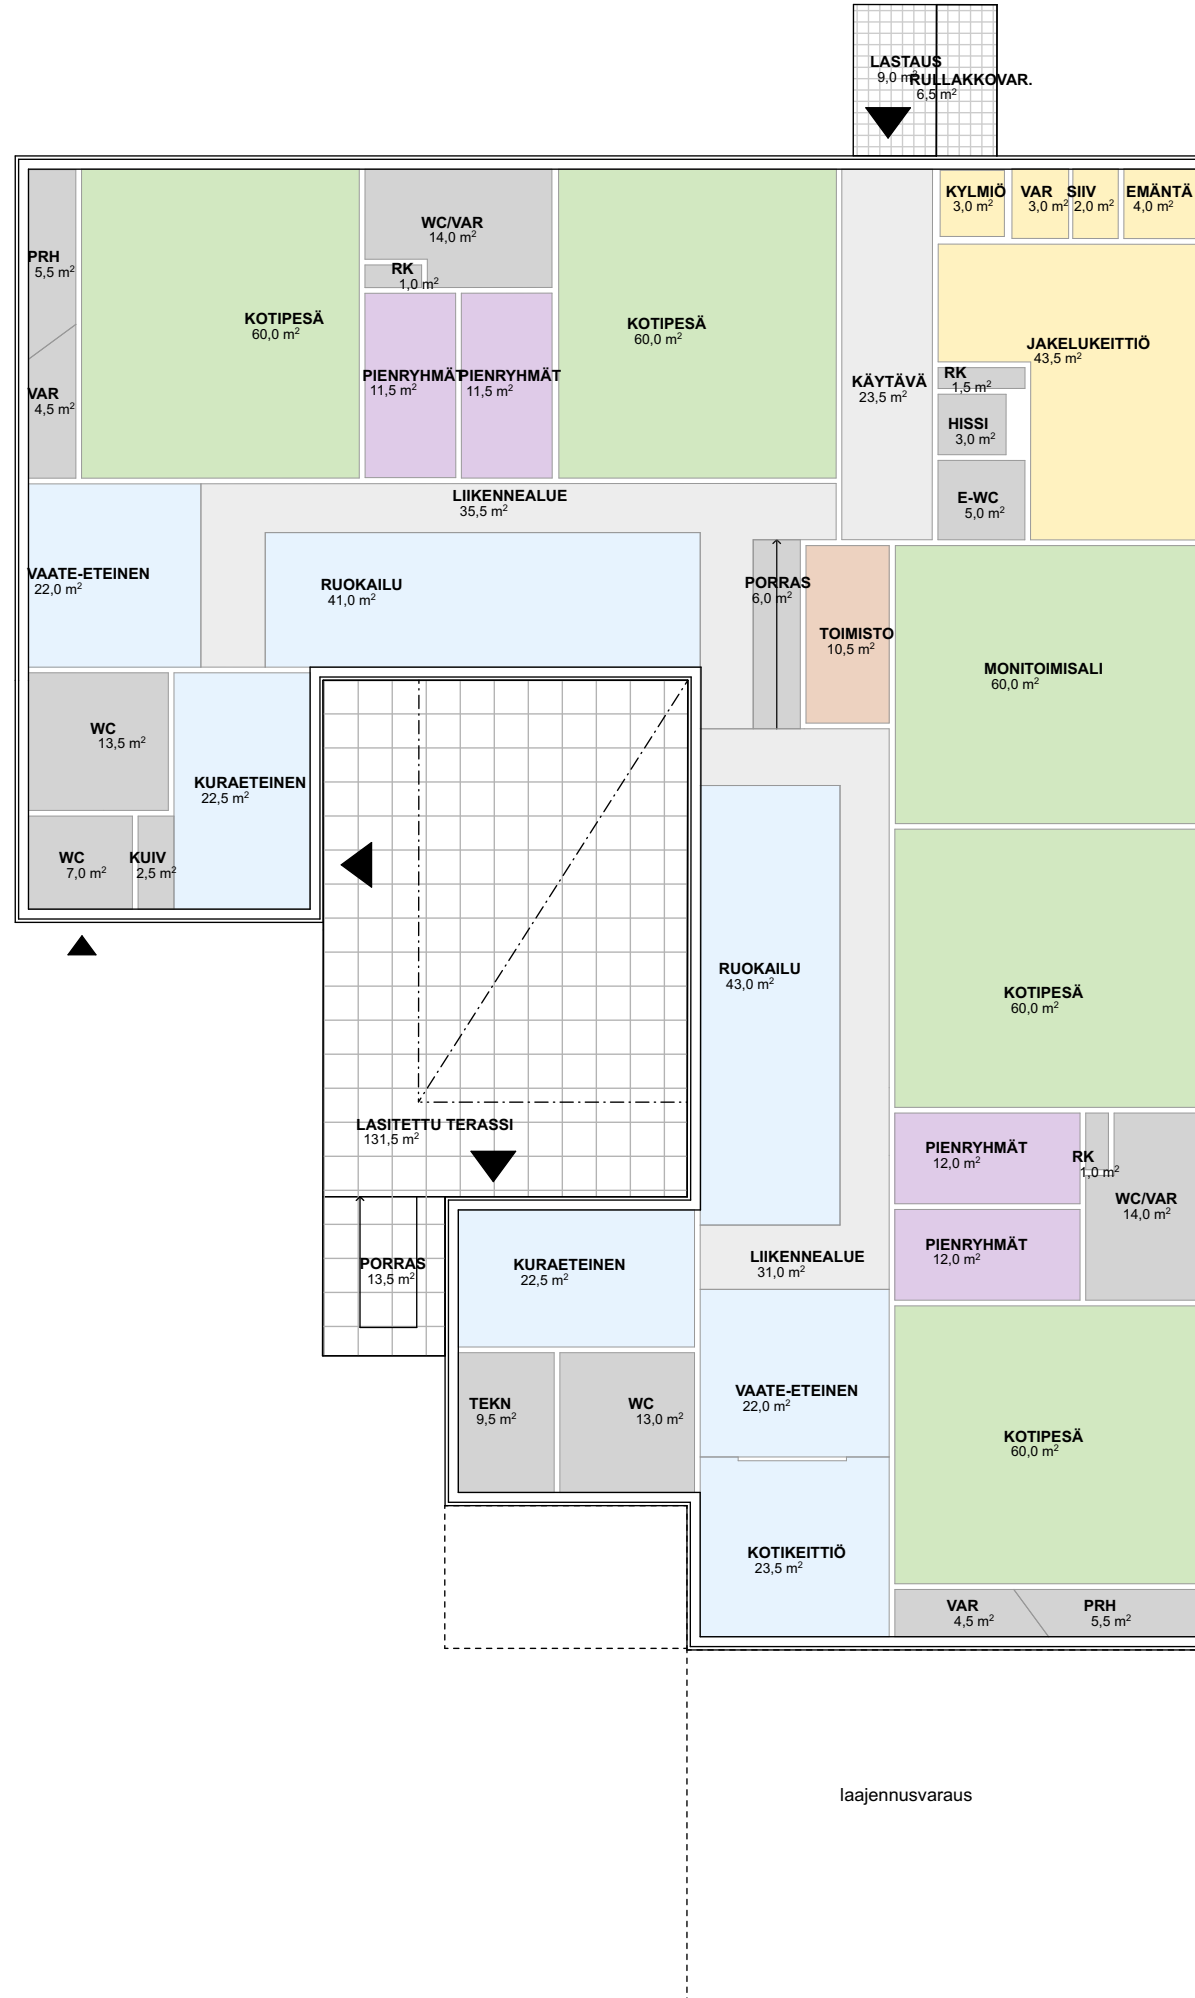 LASTAUS
9,0 m²
RULLAKKOVAR.
6,5 m²
KYLMIÖ
3,0 m²
VAR
3,0 m²
SIIV
2,0 m²
EMÄNTÄ
4,0 m²
PRH
5,5 m²
WC/VAR
14,0 m²
RK
1,0 m²
KOTIPESÄ
60,0 m²
KOTIPESÄ
60,0 m²
JAKELUKEITTIÖ
43,5 m²
VAR
4,5 m²
PIENRYHMÄT
11,5 m²
PIENRYHMÄT
11,5 m²
KÄYTÄVÄ
23,5 m²
RK
1,5 m²
HISSI
3,0 m²
E-WC
5,0 m²
LIIKENNEALUE
35,5 m²
VAATE-ETEINEN
22,0 m²
RUOKAILU
41,0 m²
PORRAS
6,0 m²
TOIMISTO
10,5 m²
MONITOIMISALI
60,0 m²
WC
13,5 m²
KURAETEINEN
22,5 m²
WC
7,0 m²
KUIV
2,5 m²
RUOKAILU
43,0 m²
KOTIPESÄ
60,0 m²
LASITETTU TERASSI
131,5 m²
PIENRYHMÄT
12,0 m²
RK
1,0 m²
WC/VAR
14,0 m²
PIENRYHMÄT
12,0 m²
PORRAS
13,5 m²
KURAETEINEN
22,5 m²
LIIKENNEALUE
31,0 m²
TEKN
9,5 m²
WC
13,0 m²
VAATE-ETEINEN
22,0 m²
KOTIPESÄ
60,0 m²
KOTIKEITTIÖ
23,5 m²
VAR
4,5 m²
PRH
5,5 m²
laajennusvaraus